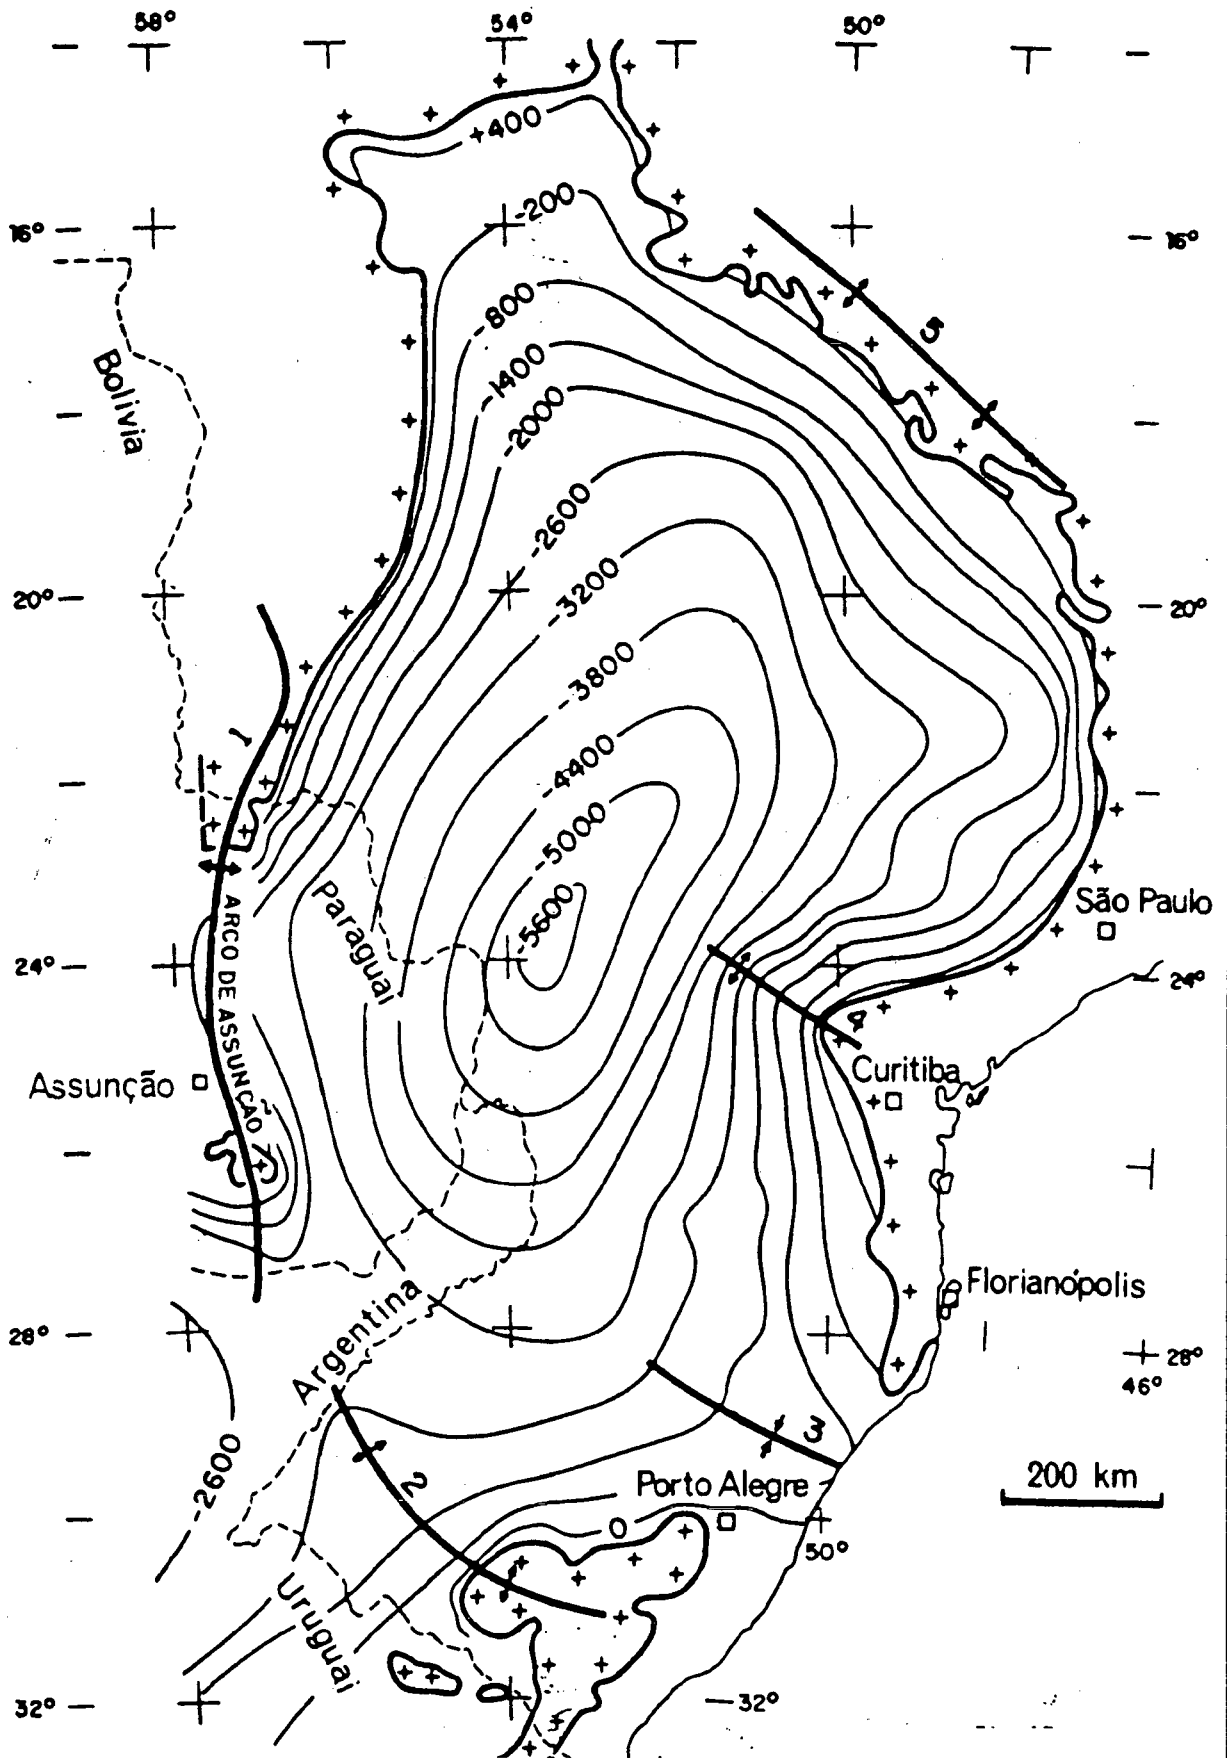 58° 54° 50°
+400
-200
16° 16°
-800
5
Bolivia
-1400
-2000
-2600
-3200
20° 20°
-3800
1
-4400
-5000
Paraguai
-5600
São Paulo
ARCO DE ASSUNÇÃO
24° 24°
4
Assunção
Curitiba
Florianópolis
Argentina
28° 28°
46°
3
-2600
2
Porto Alegre
200 km
0
50°
Uruguai
32° 32°